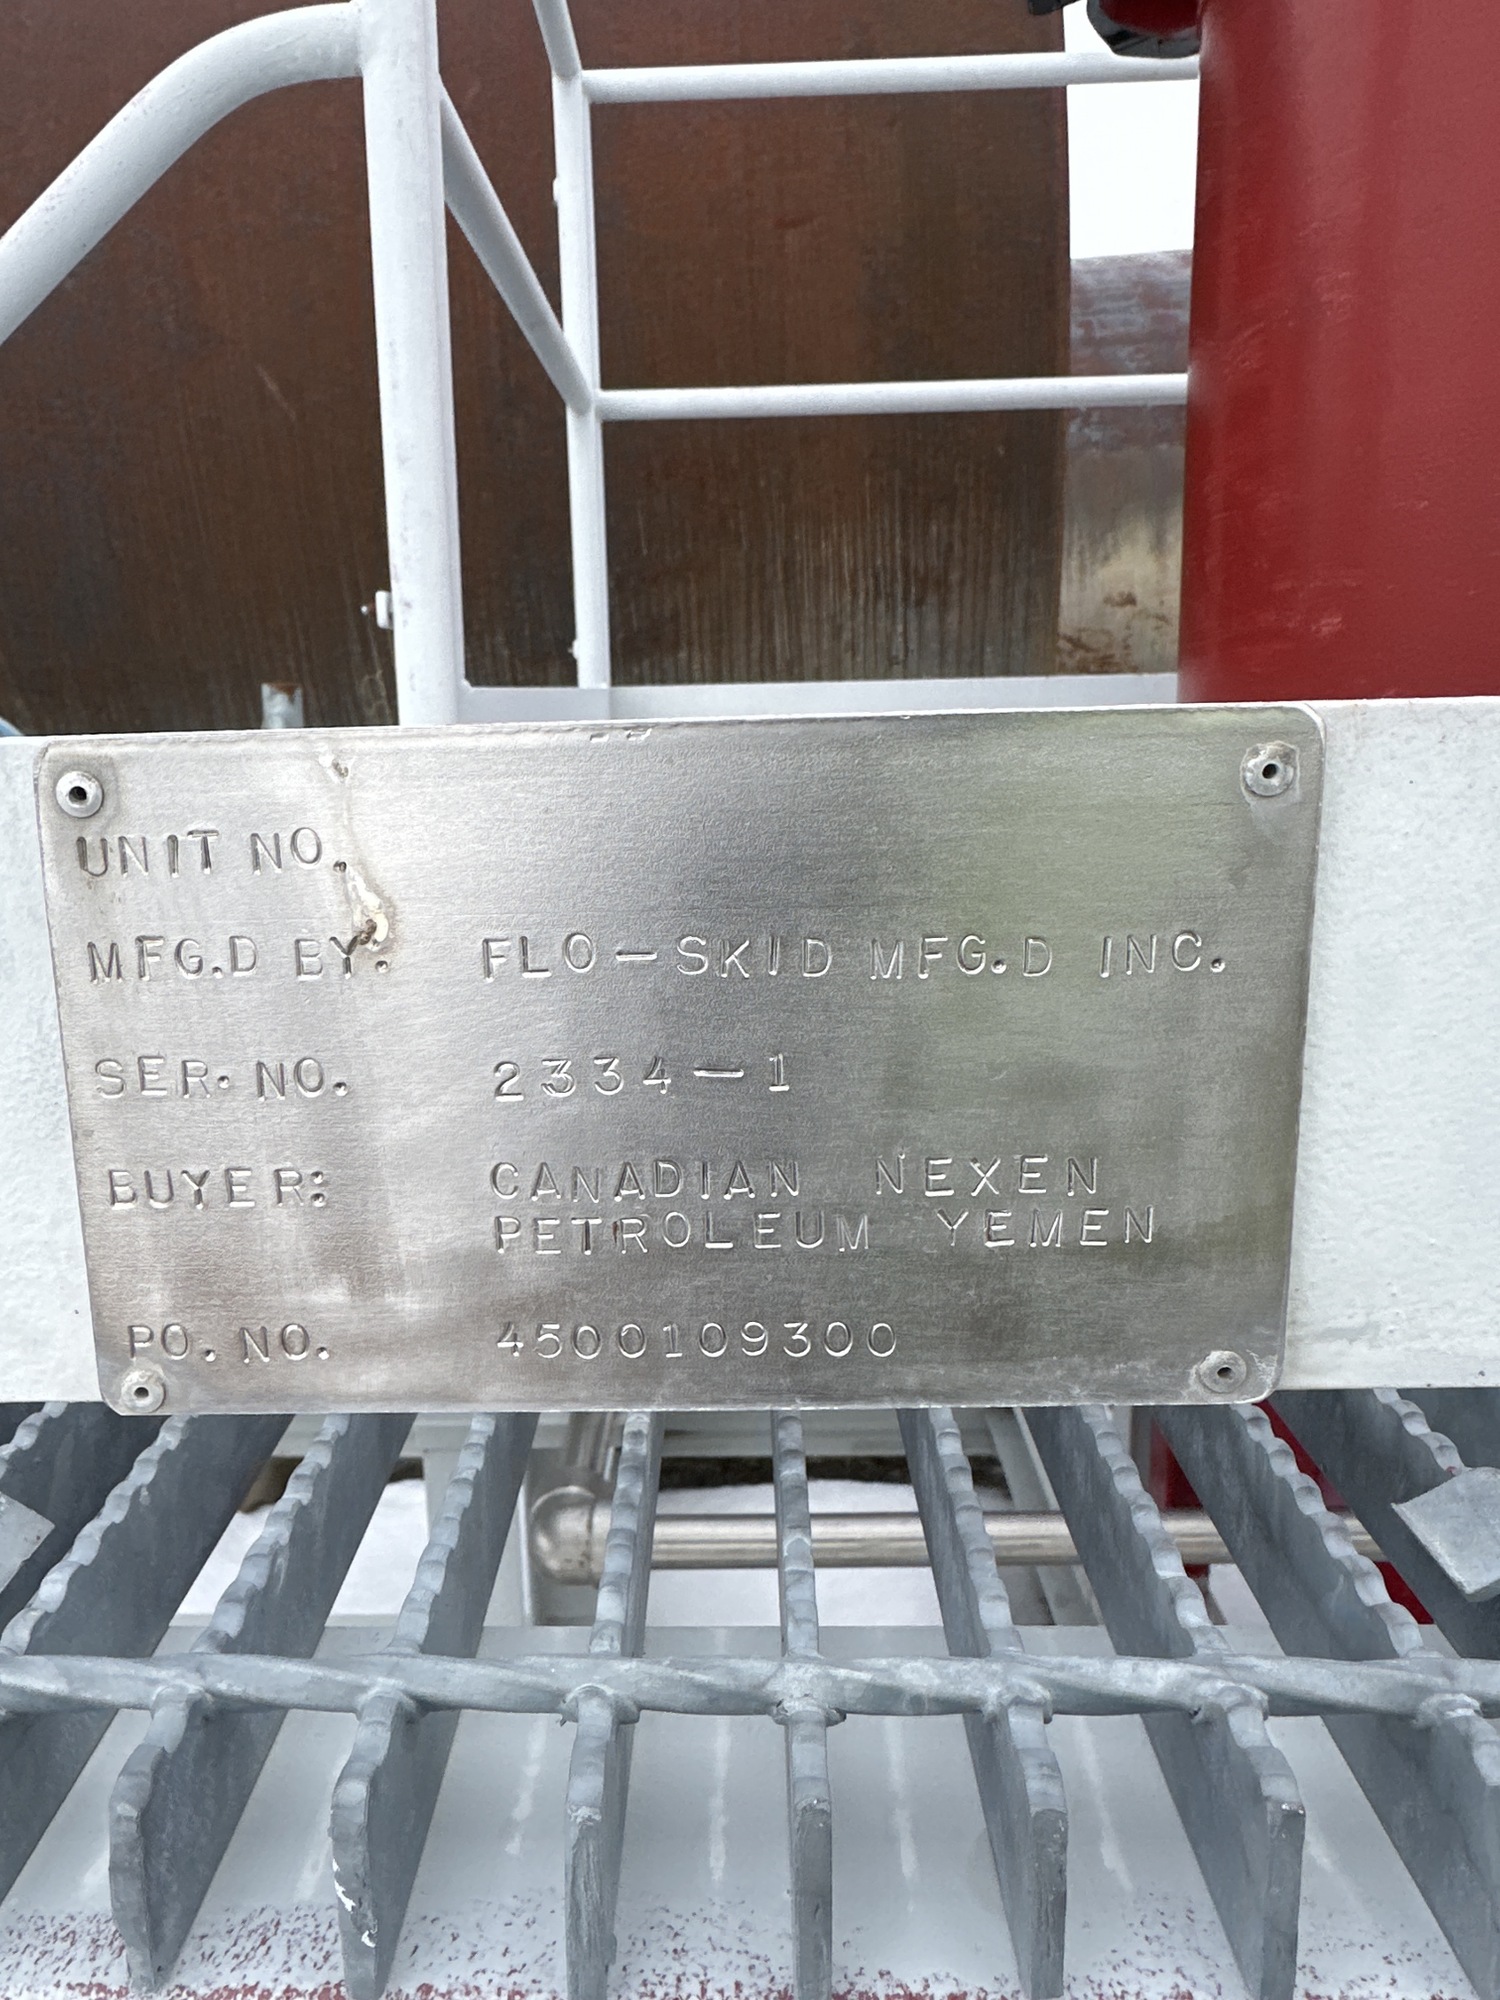 UNIT NO.
MFG.D BY. FLO-SKID MFG.D INC.
SER. NO. 2334-1
BUYER: CANADIAN NEXEN
PETROLEUM YEMEN
PO. NO. 4500109300